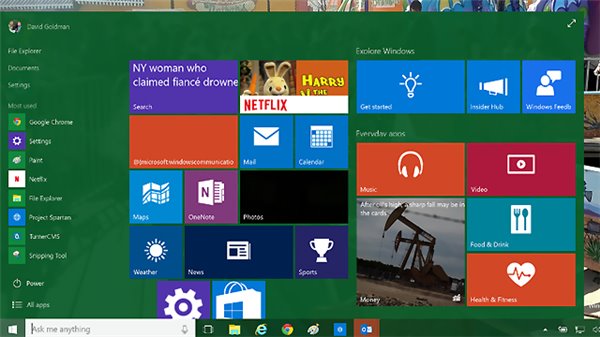 David Goldman
File Explorer
Documents
Settings
Most used
Google Chrome
Settings
Paint
Netflix
File Explorer
Project Spartan
TurnerCMS
Snipping Tool
Power
All apps
NY woman who
claimed fiancé drowne
Search
HARRY
NETFLIX
@{microsoft.windowscommunicatio
Mail
Calendar
Maps
OneNote
Photos
Weather
News
Sports
Explore Windows
Get started
Insider Hub
Windows Feedb
Everyday apps
Music
Video
After oil's high, a sharp fall may be in
the cards
Money
Food & Drink
Health & Fitness
Ask me anything